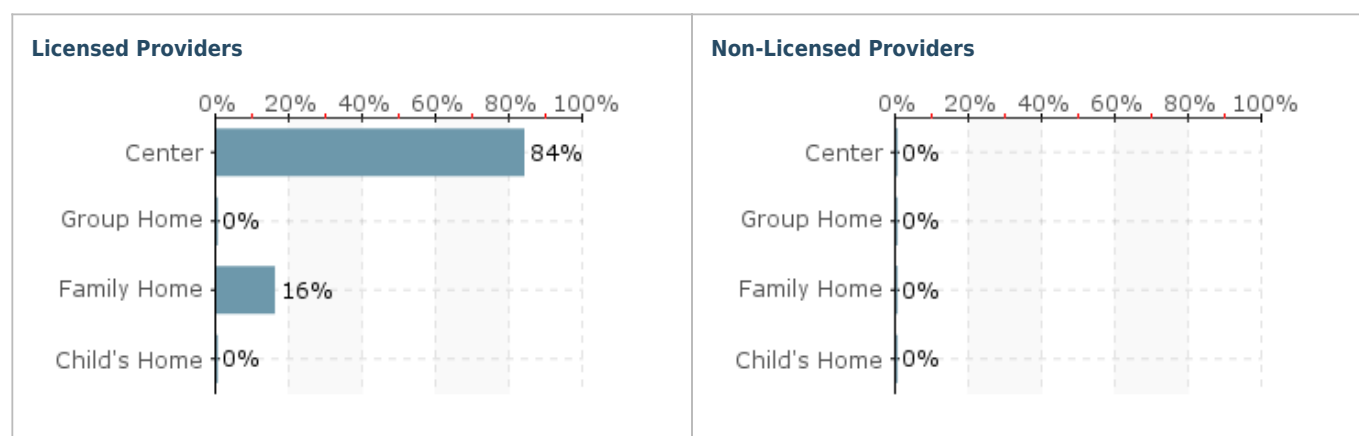 Licensed Providers
0% 20% 40% 60% 80% 100%
Center 84%
Group Home 0%
Family Home 16%
Child's Home 0%
Non-Licensed Providers
0% 20% 40% 60% 80% 100%
Center 0%
Group Home 0%
Family Home 0%
Child's Home 0%